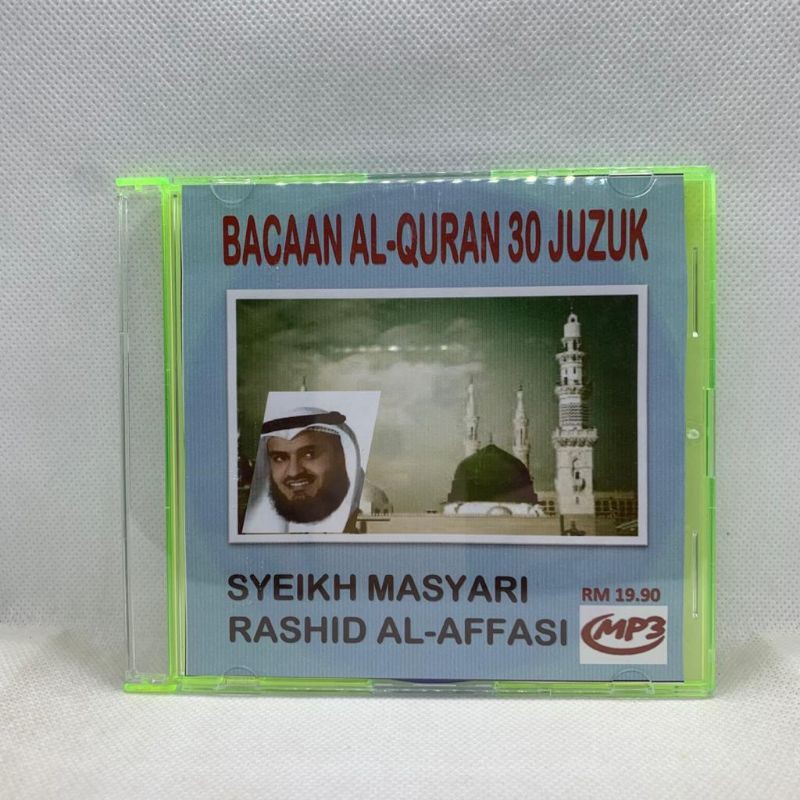 BACAAN AL-QURAN 30 JUZUK
SYEIKH MASYARI
RASHID AL-AFFASI
RM 19.90
MP3